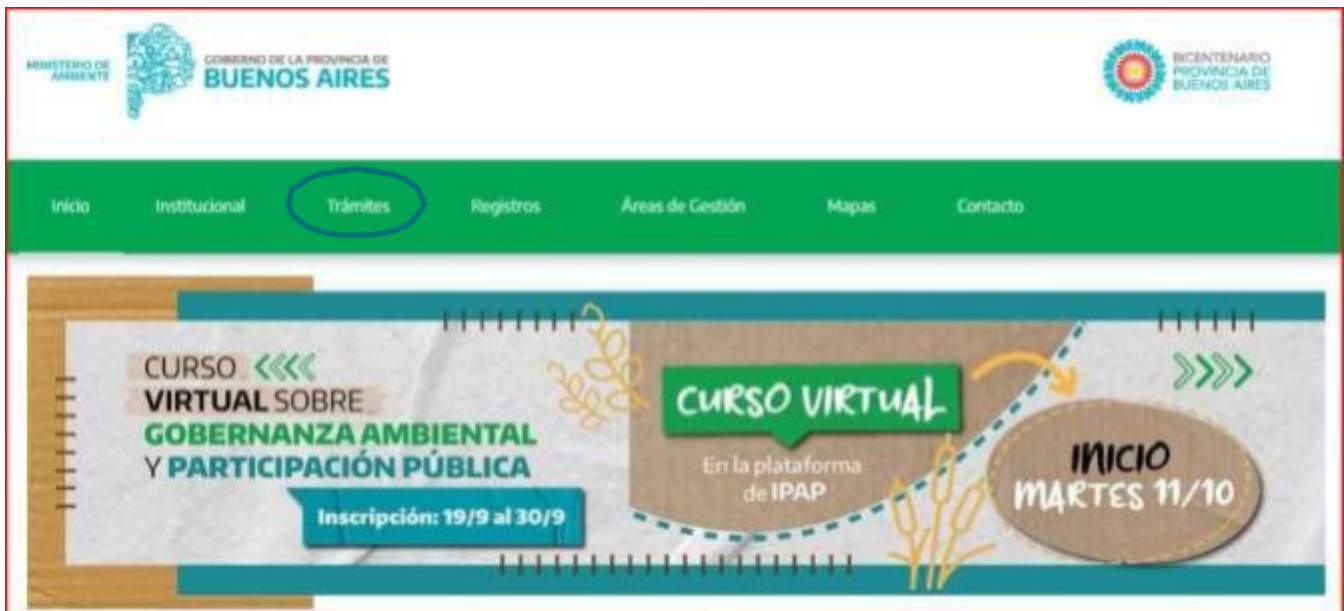 MINISTERIO DE
AMBIENTE
GOBIERNO DE LA PROVINCIA DE
BUENOS AIRES
BICENTENARIO
PROVINCIA DE
BUENOS AIRES
Inicio Institucional Trámites Registros Áreas de Gestión Mapas Contacto
CURSO
VIRTUAL SOBRE
GOBERNANZA AMBIENTAL
Y PARTICIPACIÓN PÚBLICA
Inscripción: 19/9 al 30/9
CURSO VIRTUAL
En la plataforma
de IPAP
INICIO
MARTES 11/10